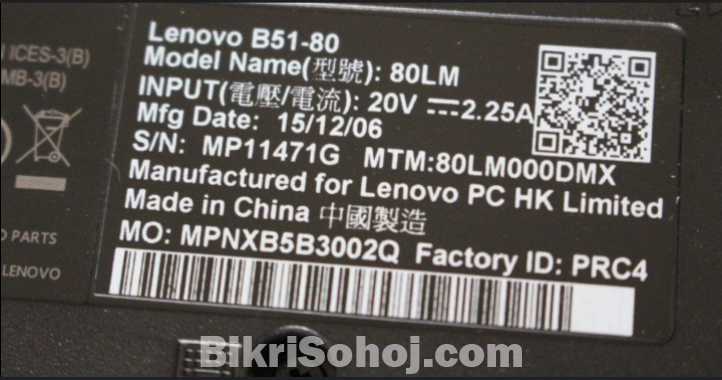 Lenovo B51-80
Model Name(型號): 80LM
INPUT(電壓/電流): 20V ⎓ 2.25A
Mfg Date: 15/12/06
S/N: MP11471G MTM:80LM000DMX
Manufactured for Lenovo PC HK Limited
Made in China 中國製造
MO: MPNXB5B3002Q Factory ID: PRC4
ICES-3(B)
MB-3(B)
PARTS
LENOVO
BikriSohoj.com